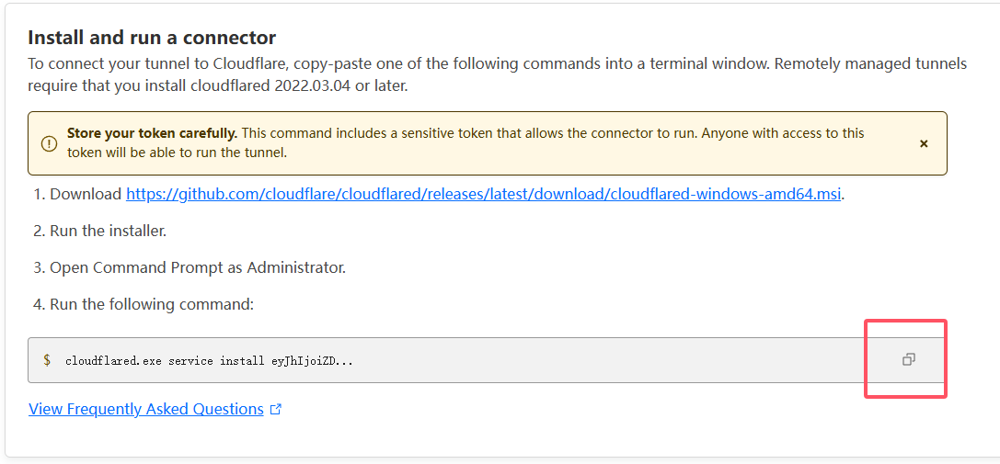 Install and run a connector
To connect your tunnel to Cloudflare, copy-paste one of the following commands into a terminal window. Remotely managed tunnels
require that you install cloudflared 2022.03.04 or later.
Store your token carefully. This command includes a sensitive token that allows the connector to run. Anyone with access to this
token will be able to run the tunnel.
1. Download https://github.com/cloudflare/cloudflared/releases/latest/download/cloudflared-windows-amd64.msi.
2. Run the installer.
3. Open Command Prompt as Administrator.
4. Run the following command:
$ cloudflared.exe service install eyJhIjoiZD...
View Frequently Asked Questions